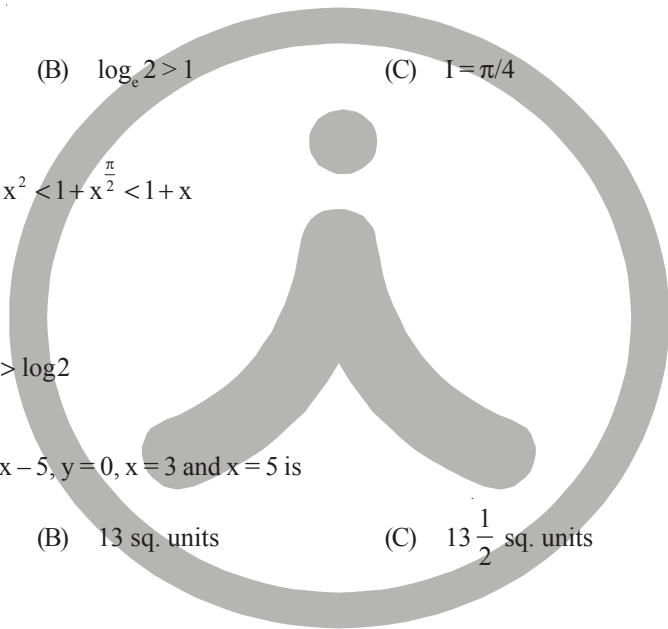 (B) logₑ 2 > 1 (C) I = π/4
x² < 1 + x^{π/2} < 1 + x
> log2
x – 5, y = 0, x = 3 and x = 5 is
(B) 13 sq. units (C) 13 1/2 sq. units